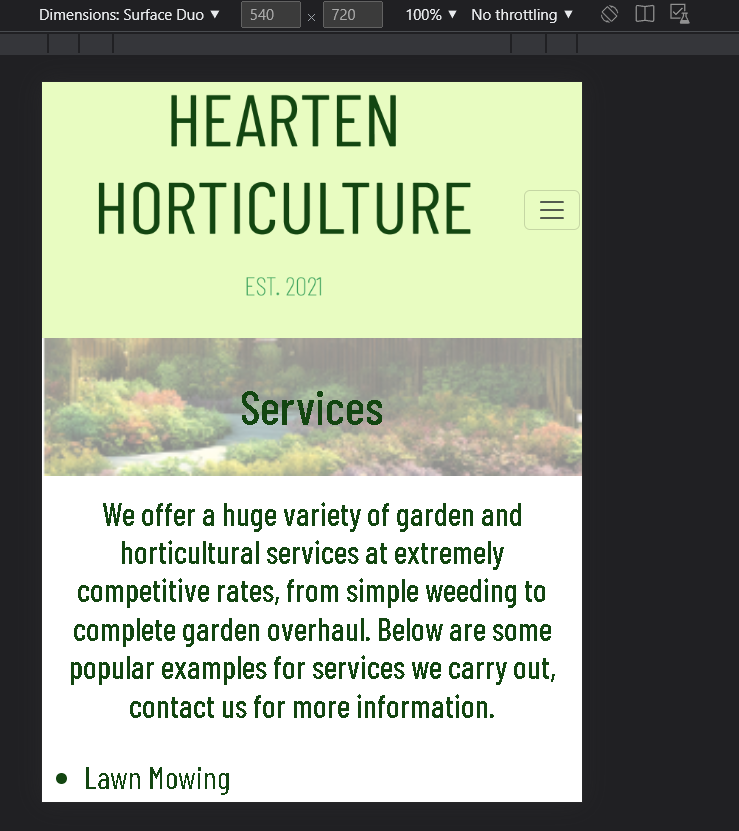 Dimensions: Surface Duo ▼ 540 × 720 100% ▼ No throttling ▼
HEARTEN
HORTICULTURE
EST. 2021
Services
We offer a huge variety of garden and
horticultural services at extremely
competitive rates, from simple weeding to
complete garden overhaul. Below are some
popular examples for services we carry out,
contact us for more information.
• Lawn Mowing